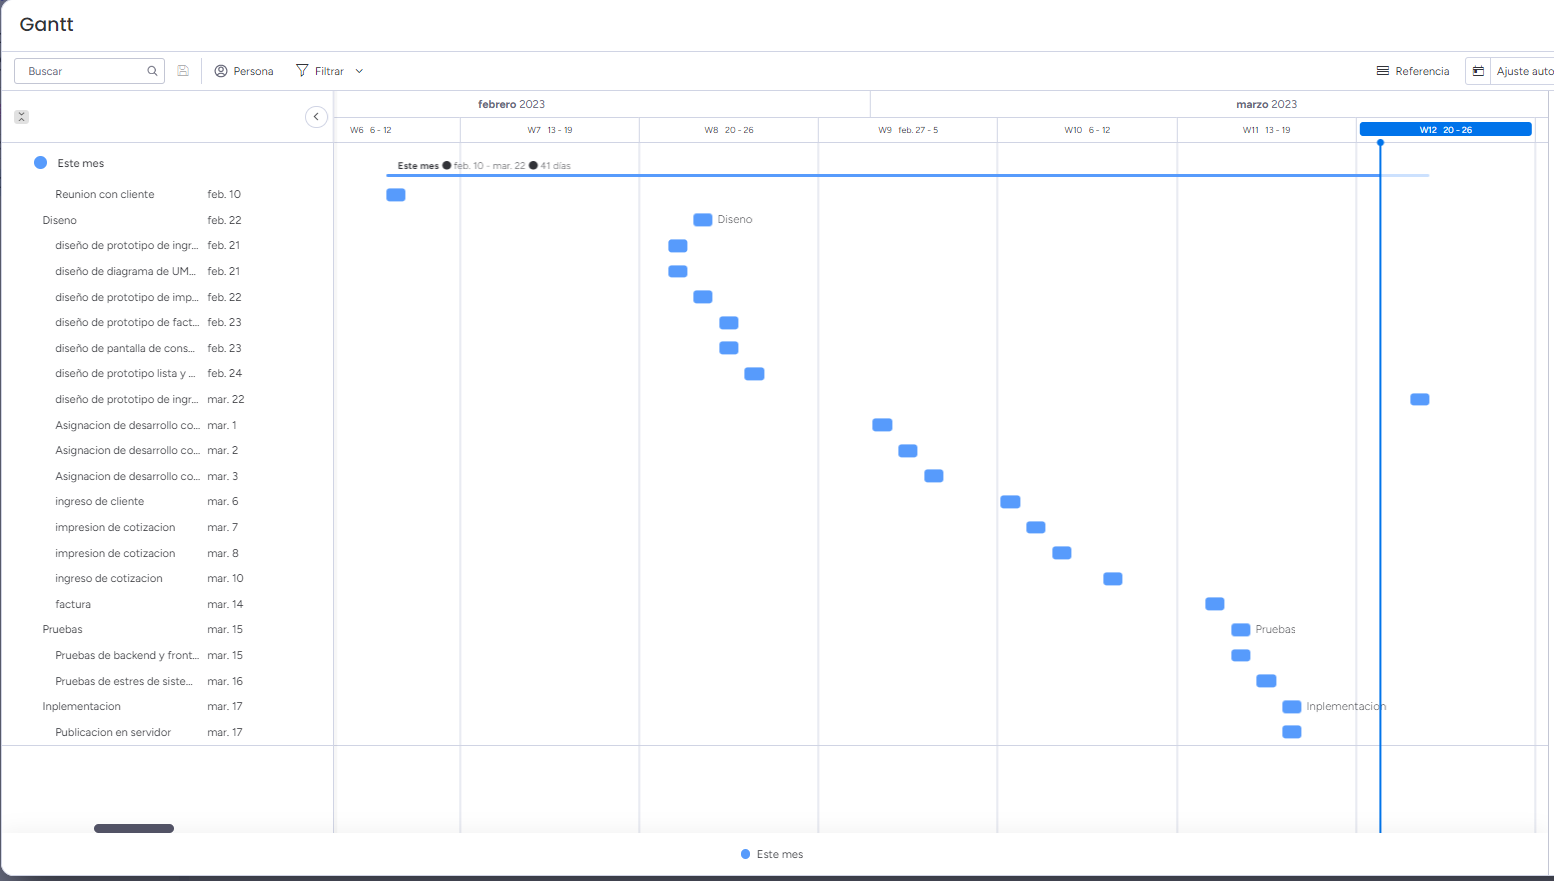 Gantt
Buscar Persona Filtrar Referencia Ajuste auto
febrero 2023 marzo 2023
W6 6 - 12 W7 13 - 19 W8 20 - 26 W9 feb. 27 - 5 W10 6 - 12 W11 13 - 19 W12 20 - 26
Este mes Este mes feb. 10 - mar. 22 41 días
Reunion con cliente feb. 10
Diseno feb. 22 Diseno
diseño de prototipo de ingr... feb. 21
diseño de diagrama de UM... feb. 21
diseño de prototipo de imp... feb. 22
diseño de prototipo de fact... feb. 23
diseño de pantalla de cons... feb. 23
diseño de prototipo lista y ... feb. 24
diseño de prototipo de ingr... mar. 22
Asignacion de desarrollo co... mar. 1
Asignacion de desarrollo co... mar. 2
Asignacion de desarrollo co... mar. 3
ingreso de cliente mar. 6
impresion de cotizacion mar. 7
impresion de cotizacion mar. 8
ingreso de cotizacion mar. 10
factura mar. 14
Pruebas mar. 15 Pruebas
Pruebas de backend y front... mar. 15
Pruebas de estres de siste... mar. 16
Inplementacion mar. 17 Inplementacion
Publicacion en servidor mar. 17
Este mes